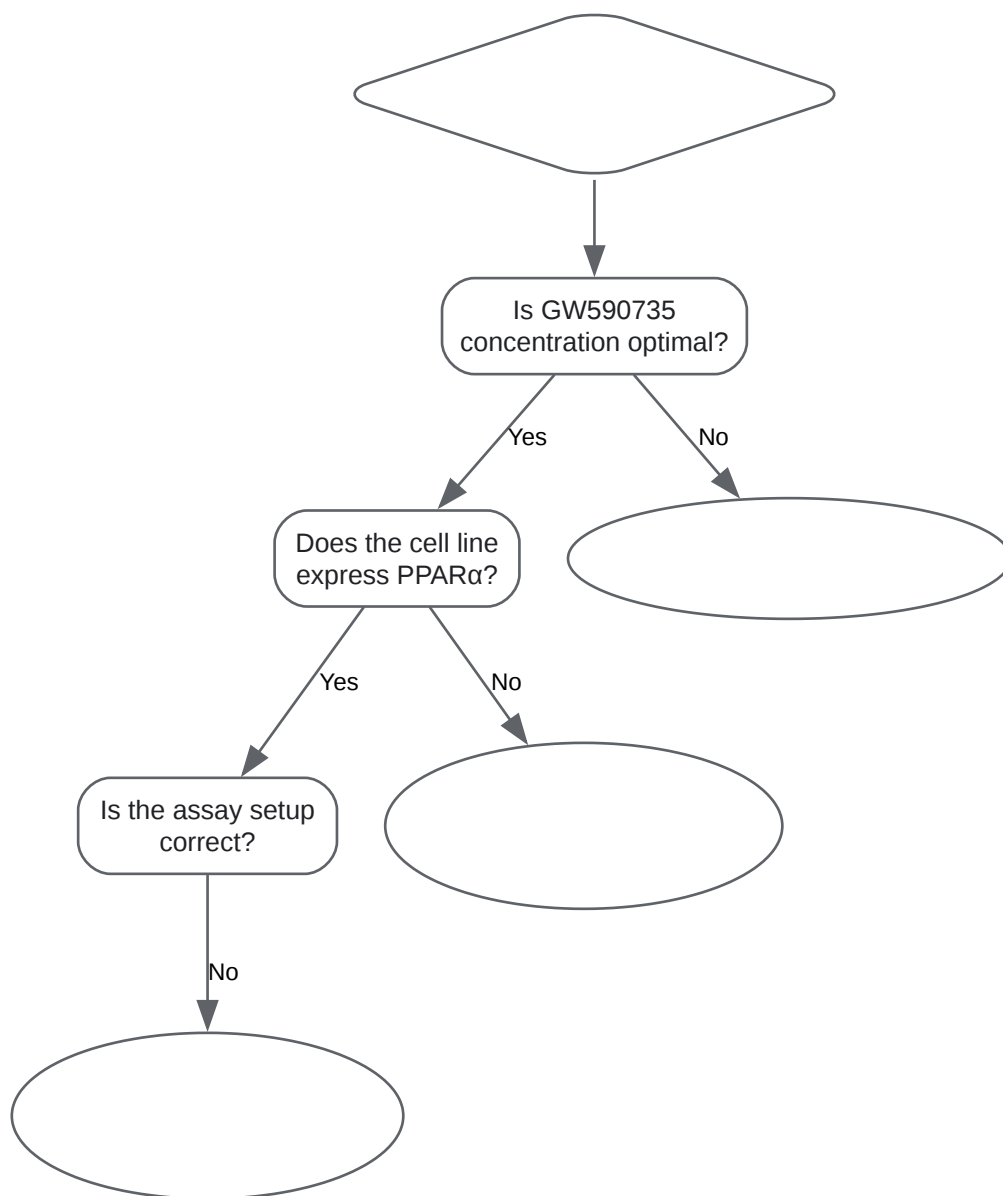 Is GW590735
concentration optimal?
Yes
No
Does the cell line
express PPARα?
Yes
No
Is the assay setup
correct?
No